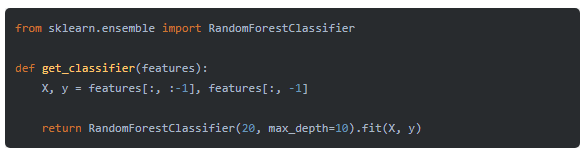 from sklearn.ensemble import RandomForestClassifier
def get_classifier(features):
    X, y = features[:, :-1], features[:, -1]
    return RandomForestClassifier(20, max_depth=10).fit(X, y)